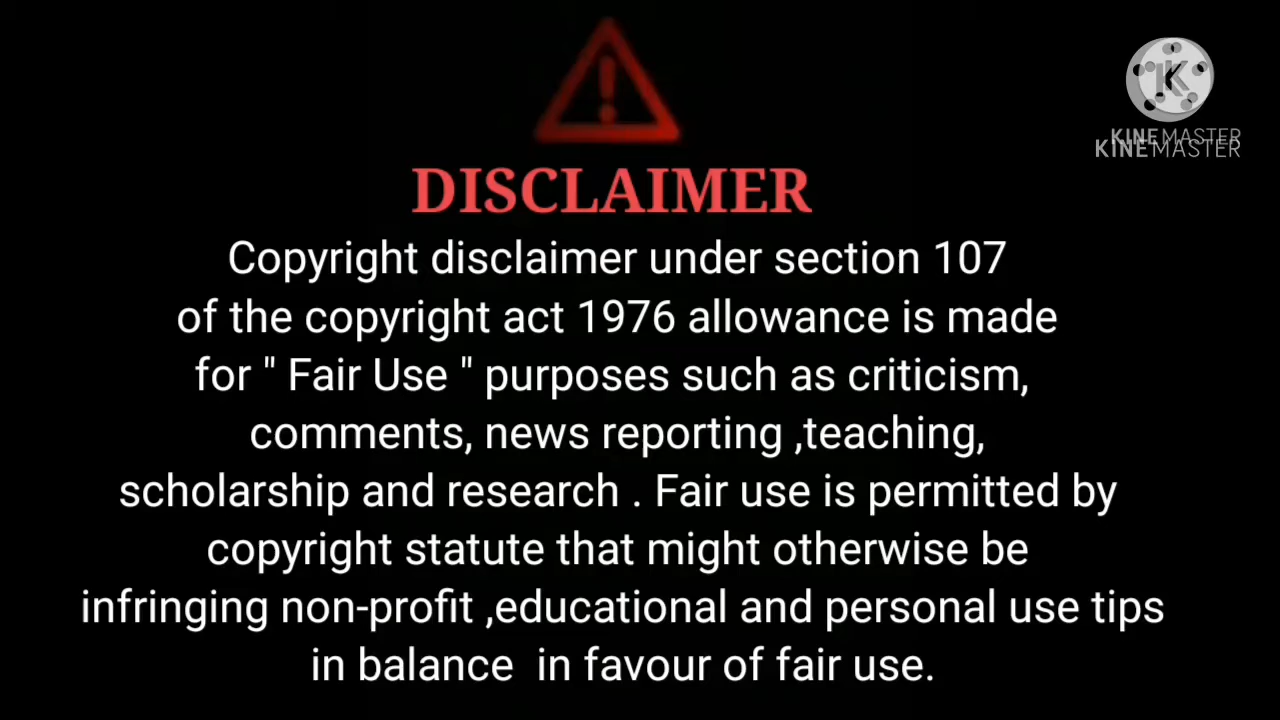 KINEMASTER
KINEMASTER
DISCLAIMER
Copyright disclaimer under section 107
of the copyright act 1976 allowance is made
for " Fair Use " purposes such as criticism,
comments, news reporting ,teaching,
scholarship and research . Fair use is permitted by
copyright statute that might otherwise be
infringing non-profit ,educational and personal use tips
in balance  in favour of fair use.